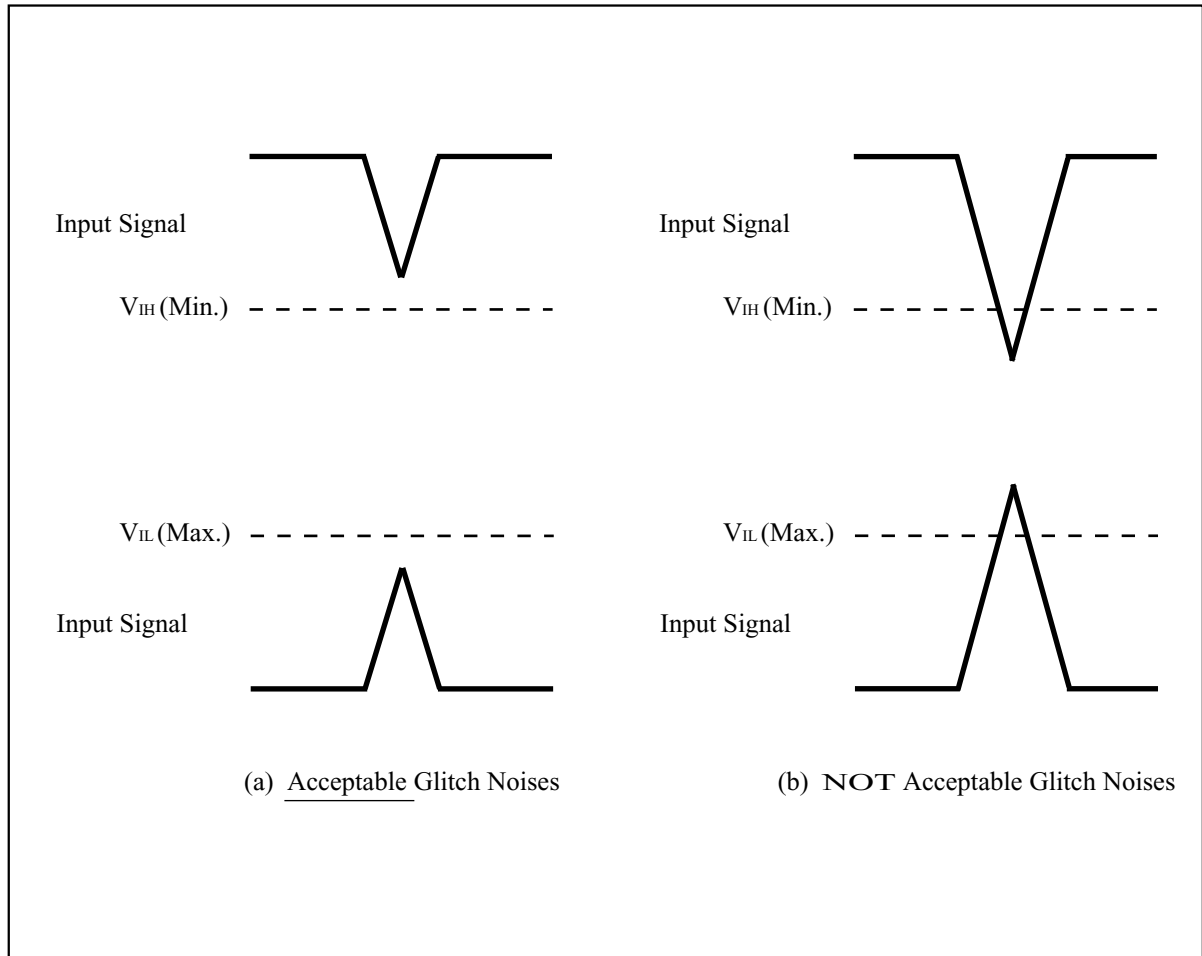 Input Signal
VIH (Min.)
VIL (Max.)
Input Signal
(a) Acceptable Glitch Noises
Input Signal
VIH (Min.)
VIL (Max.)
Input Signal
(b) NOT Acceptable Glitch Noises